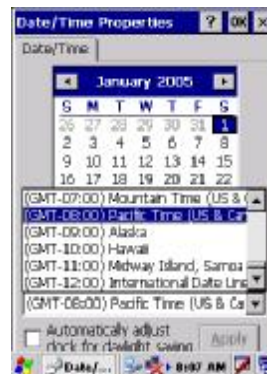 Date/Time Properties ? OK ×
Date/Time
January 2005
S M T W T F S
26 27 28 29 30 31 1
2 3 4 5 6 7 8
9 10 11 12 13 14 15
16 17 18 19 20 21 22
(GMT-07:00) Mountain Time (US & C
(GMT-08:00) Pacific Time (US & Can
(GMT-09:00) Alaska
(GMT-10:00) Hawaii
(GMT-11:00) Midway Island, Samoa
(GMT-12:00) International Date Line
(GMT-08:00) Pacific Time (US & Ca
Automatically adjust
clock for daylight saving
Apply
Date/... 8:07 AM